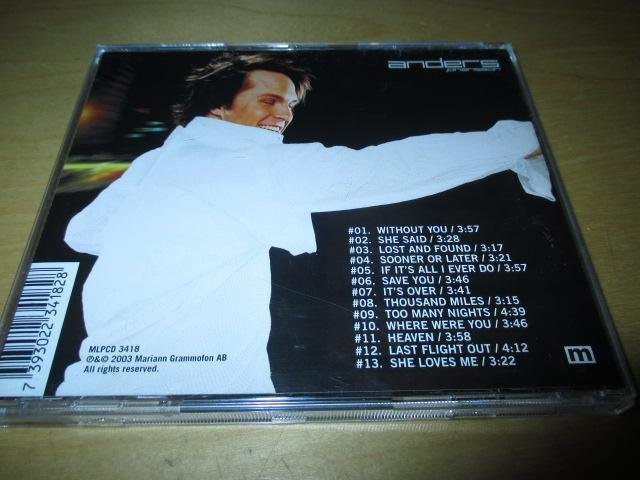 anders
johansson
#01. WITHOUT YOU / 3:57
#02. SHE SAID / 3:28
#03. LOST AND FOUND / 3:17
#04. SOONER OR LATER / 3:21
#05. IF IT'S ALL I EVER DO / 3:57
#06. SAVE YOU / 3:46
#07. IT'S OVER / 3:41
#08. THOUSAND MILES / 3:15
#09. TOO MANY NIGHTS / 4:39
#10. WHERE WERE YOU / 3:46
#11. HEAVEN / 3:58
#12. LAST FLIGHT OUT / 4:12
#13. SHE LOVES ME / 3:22
m
MLPCD 3418
℗&© 2003 Mariann Grammofon AB
All rights reserved.
7 393022 341828